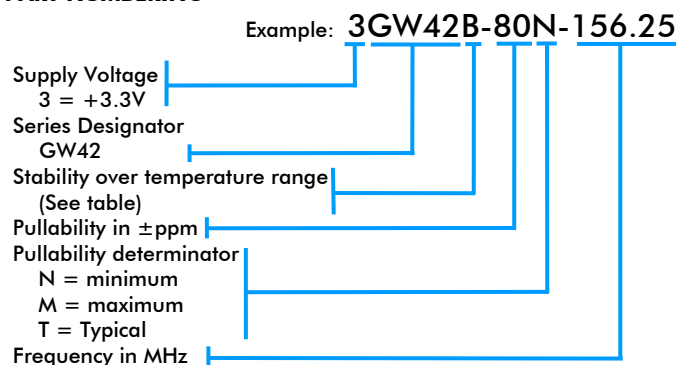 Example: 3GW42B-80N-156.25
Supply Voltage
3 = +3.3V
Series Designator
GW42
Stability over temperature range
(See table)
Pullability in ±ppm
Pullability determinator
N = minimum
M = maximum
T = Typical
Frequency in MHz